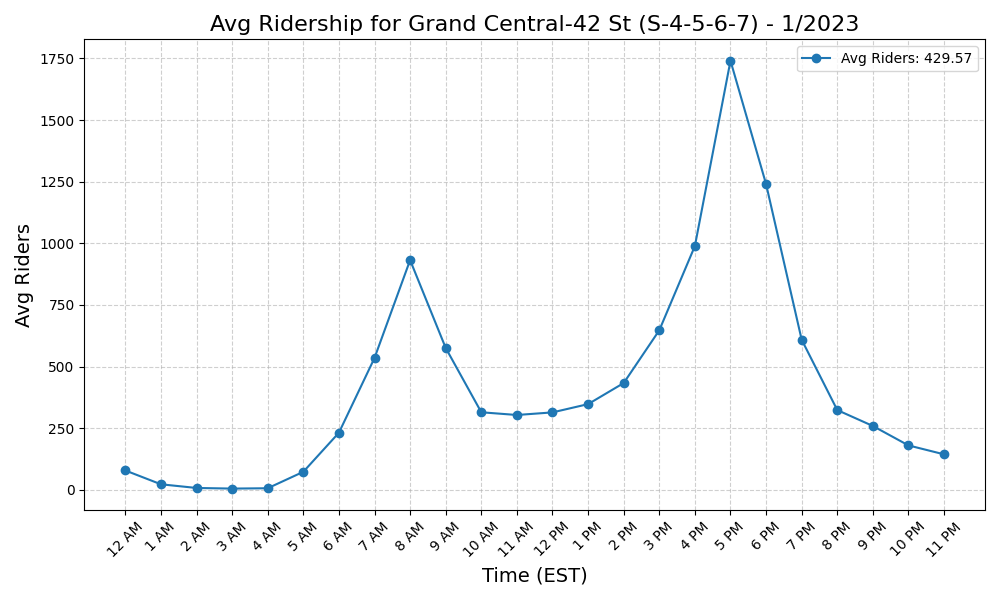 Avg Ridership for Grand Central-42 St (S-4-5-6-7) - 1/2023
Avg Riders: 429.57
Avg Riders
1750
1500
1250
1000
750
500
250
0
12 AM
1 AM
2 AM
3 AM
4 AM
5 AM
6 AM
7 AM
8 AM
9 AM
10 AM
11 AM
12 PM
1 PM
2 PM
3 PM
4 PM
5 PM
6 PM
7 PM
8 PM
9 PM
10 PM
11 PM
Time (EST)